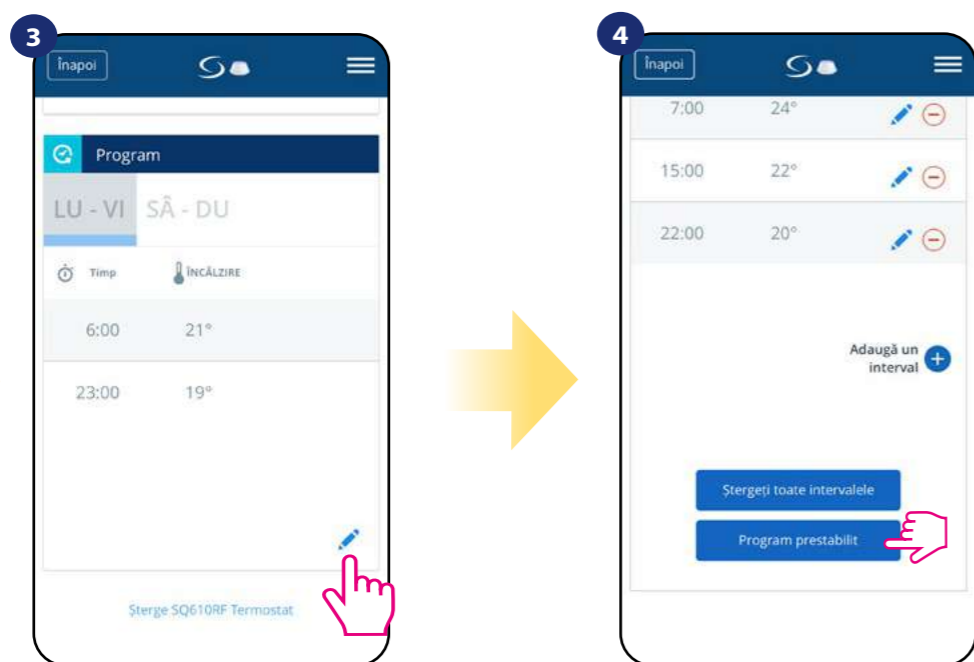 3
Înapoi
Program
LU - VI SÂ - DU
Timp ÎNCĂLZIRE
6:00 21°
23:00 19°
Șterge SQ610RF Termostat
4
Înapoi
7:00 24°
15:00 22°
22:00 20°
Adaugă un
interval
Ștergeți toate intervalele
Program prestabilit